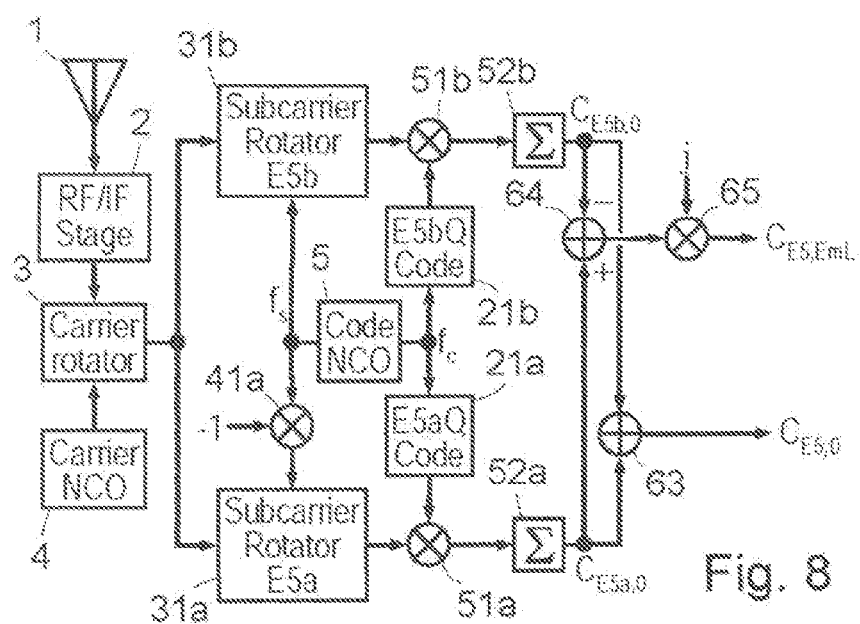 1
2
RF/IF
Stage
3
Carrier
rotator
Carrier
NCO
4
31b
Subcarrier
Rotator
E5b
51b
52b
Σ
C_E5b,0
j
64
−
+
65
C_E5,EmL
E5bQ
Code
21b
5
f_s
Code
NCO
f_c
21a
41a
-1
E5aQ
Code
63
C_E5,0
Subcarrier
Rotator
E5a
31a
51a
52a
Σ
C_E5a,0
Fig. 8